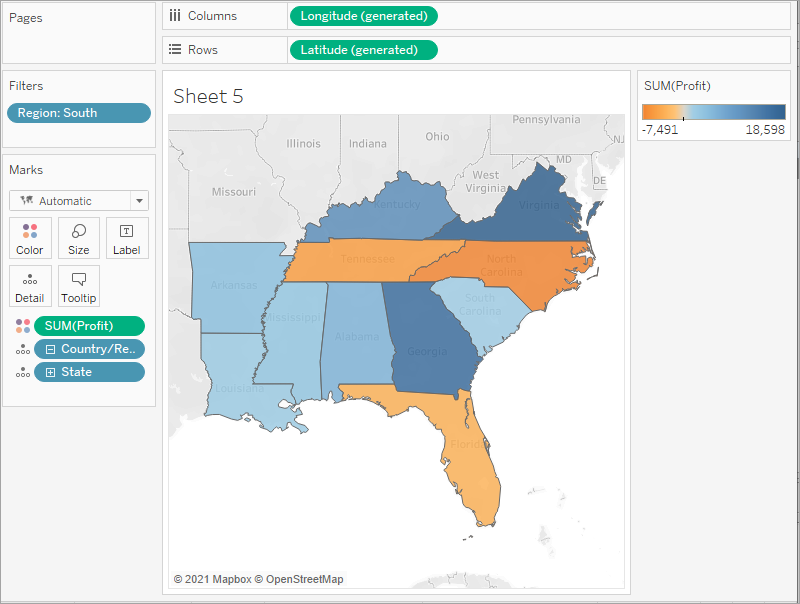 Pages
Columns
Longitude (generated)
Rows
Latitude (generated)
Filters
Region: South
Marks
Automatic
Color
Size
Label
Detail
Tooltip
SUM(Profit)
Country/Re..
State
Sheet 5
Pennsylvania
Ohio
Illinois
Indiana
NJ
MD
West
Virginia
DE
Missouri
Kentucky
Virginia
Tennessee
North
Carolina
Arkansas
South
Carolina
Mississippi
Alabama
Georgia
Louisiana
Florida
© 2021 Mapbox © OpenStreetMap
SUM(Profit)
-7,491
18,598